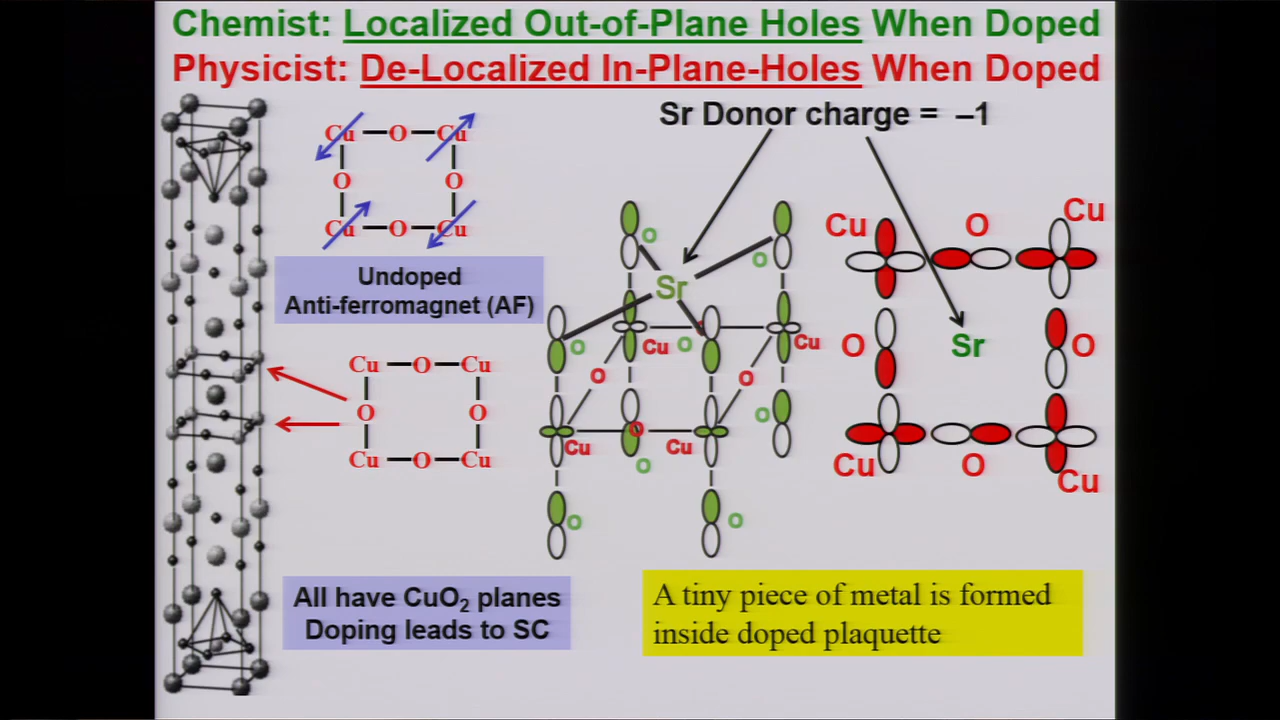 Chemist: Localized Out-of-Plane Holes When Doped
Physicist: De-Localized In-Plane-Holes When Doped
Sr Donor charge = –1
Cu O Cu
O O
Cu O Cu
Undoped
Anti-ferromagnet (AF)
Cu O Cu
O O
Cu O Cu
O O
Sr
O O
Cu O Cu
O O
O
Cu O Cu
O
O O
Cu O Cu
O Sr O
Cu O Cu
All have CuO₂ planes
Doping leads to SC
A tiny piece of metal is formed
inside doped plaquette